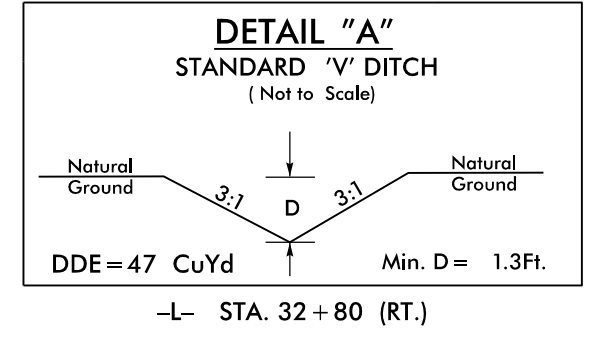 DETAIL "A"
STANDARD 'V' DITCH
( Not to Scale)
Natural
Ground
3:1
D
3:1
Natural
Ground
DDE = 47 CuYd
Min. D = 1.3Ft.
–L– STA. 32 + 80 (RT.)